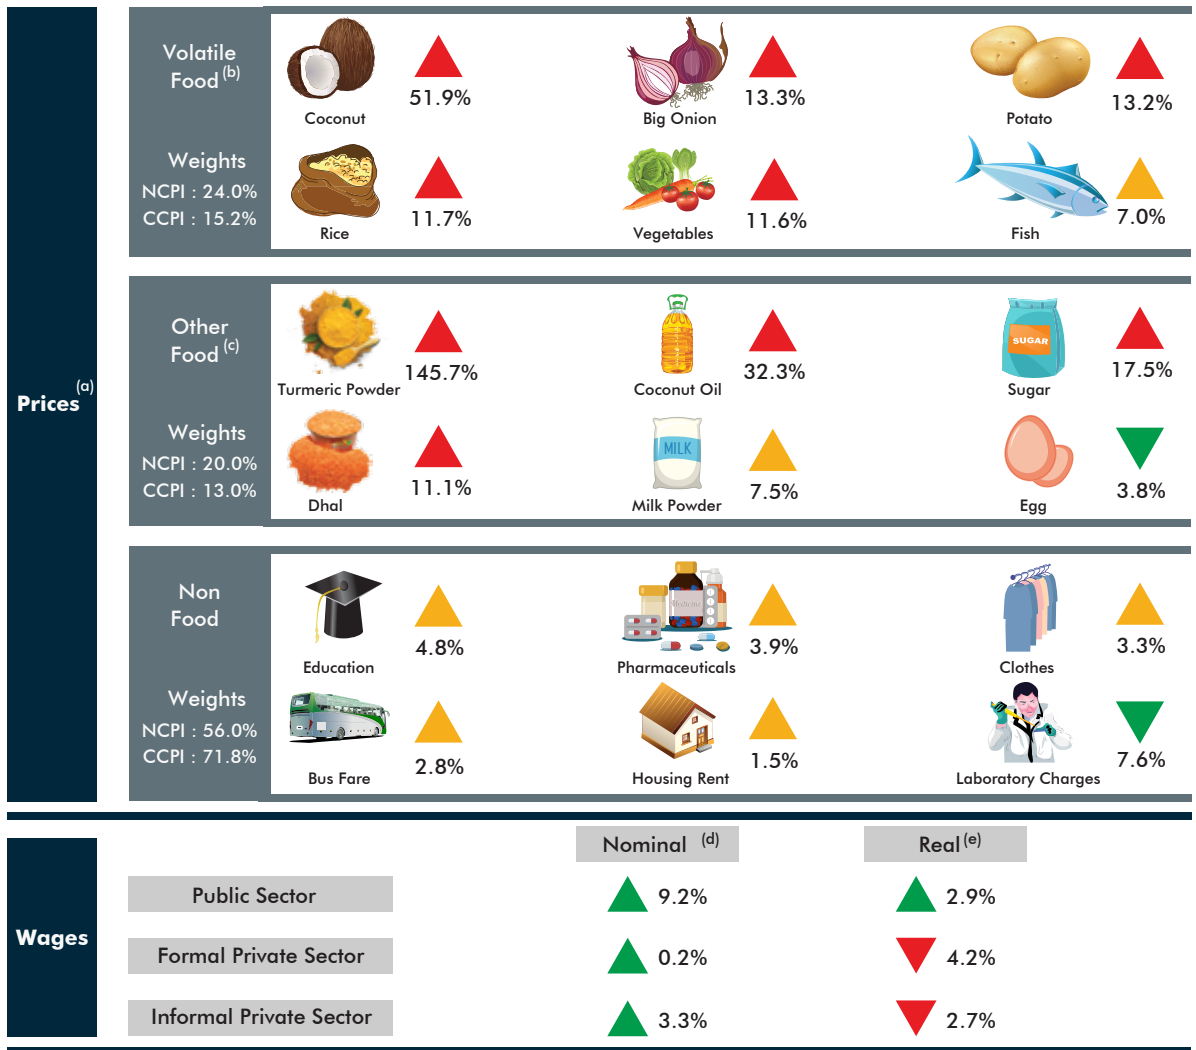 Prices (a)
Volatile
Food (b)
Weights
NCPI : 24.0%
CCPI : 15.2%
Coconut
51.9%
Big Onion
13.3%
Potato
13.2%
Rice
11.7%
Vegetables
11.6%
Fish
7.0%
Other
Food (c)
Weights
NCPI : 20.0%
CCPI : 13.0%
Turmeric Powder
145.7%
Coconut Oil
32.3%
SUGAR
Sugar
17.5%
Dhal
11.1%
MILK
Milk Powder
7.5%
Egg
3.8%
Non
Food
Weights
NCPI : 56.0%
CCPI : 71.8%
Education
4.8%
Medicine
Pharmaceuticals
3.9%
Clothes
3.3%
Bus Fare
2.8%
Housing Rent
1.5%
Laboratory Charges
7.6%
Wages
Nominal (d)
Real (e)
Public Sector
9.2%
2.9%
Formal Private Sector
0.2%
4.2%
Informal Private Sector
3.3%
2.7%